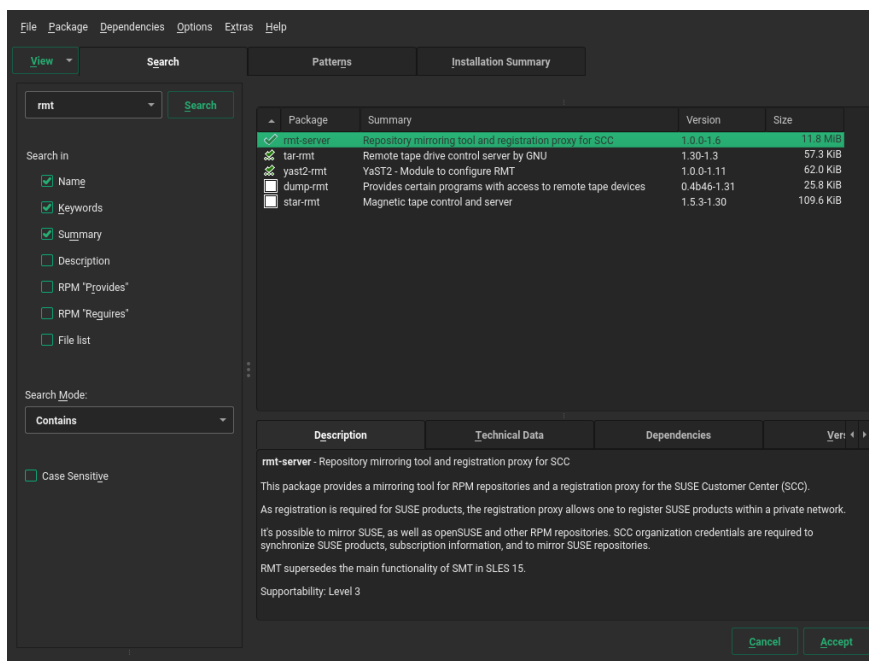 File Package Dependencies Options Extras Help
View Search Patterns Installation Summary
rmt Search
Search in
Name
Keywords
Summary
Description
RPM "Provides"
RPM "Requires"
File list
Search Mode:
Contains
Case Sensitive
Package Summary Version Size
rmt-server Repository mirroring tool and registration proxy for SCC 1.0.0-1.6 11.8 MiB
tar-rmt Remote tape drive control server by GNU 1.30-1.3 57.3 KiB
yast2-rmt YaST2 - Module to configure RMT 1.0.0-1.11 62.0 KiB
dump-rmt Provides certain programs with access to remote tape devices 0.4b46-1.31 25.8 KiB
star-rmt Magnetic tape control and server 1.5.3-1.30 109.6 KiB
Description Technical Data Dependencies Vers
rmt-server - Repository mirroring tool and registration proxy for SCC
This package provides a mirroring tool for RPM repositories and a registration proxy for the SUSE Customer Center (SCC).
As registration is required for SUSE products, the registration proxy allows one to register SUSE products within a private network.
It's possible to mirror SUSE, as well as openSUSE and other RPM repositories. SCC organization credentials are required to
synchronize SUSE products, subscription information, and to mirror SUSE repositories.
RMT supersedes the main functionality of SMT in SLES 15.
Supportability: Level 3
Cancel Accept